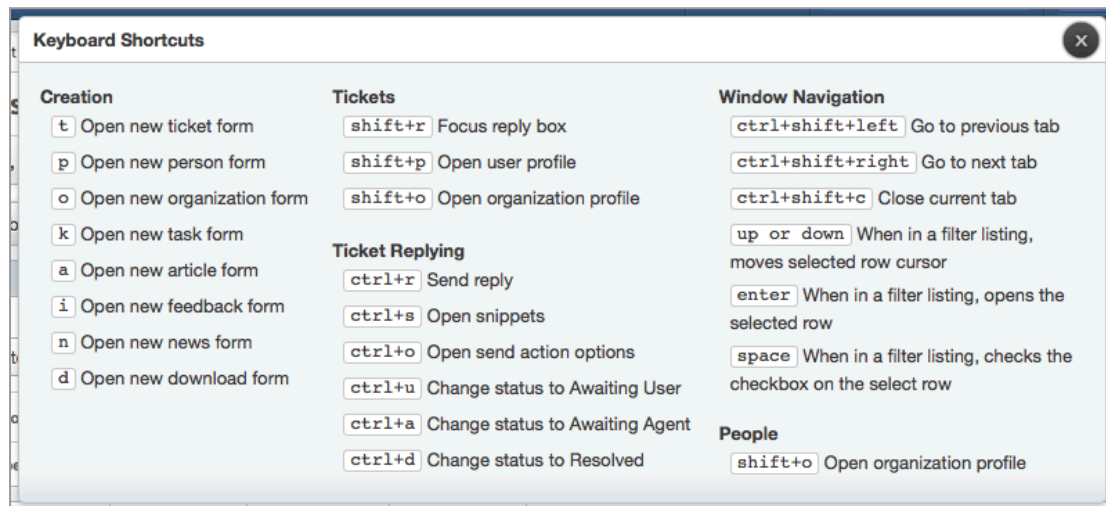 Keyboard Shortcuts
x
Creation
t Open new ticket form
p Open new person form
o Open new organization form
k Open new task form
a Open new article form
i Open new feedback form
n Open new news form
d Open new download form
Tickets
shift+r Focus reply box
shift+p Open user profile
shift+o Open organization profile
Ticket Replying
ctrl+r Send reply
ctrl+s Open snippets
ctrl+o Open send action options
ctrl+u Change status to Awaiting User
ctrl+a Change status to Awaiting Agent
ctrl+d Change status to Resolved
Window Navigation
ctrl+shift+left Go to previous tab
ctrl+shift+right Go to next tab
ctrl+shift+c Close current tab
up or down When in a filter listing,
moves selected row cursor
enter When in a filter listing, opens the
selected row
space When in a filter listing, checks the
checkbox on the select row
People
shift+o Open organization profile